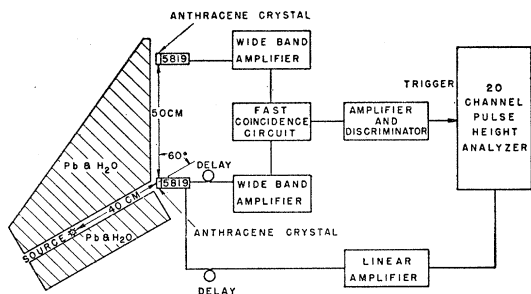 ANTHRACENE CRYSTAL
5819
WIDE BAND
AMPLIFIER
50CM
FAST
COINCIDENCE
CIRCUIT
AMPLIFIER
AND
DISCRIMINATOR
TRIGGER
20
CHANNEL
PULSE
HEIGHT
ANALYZER
Pb & H2O
60°
DELAY
5819
WIDE BAND
AMPLIFIER
40 CM
SOURCE
Pb&H2O
ANTHRACENE CRYSTAL
DELAY
LINEAR
AMPLIFIER